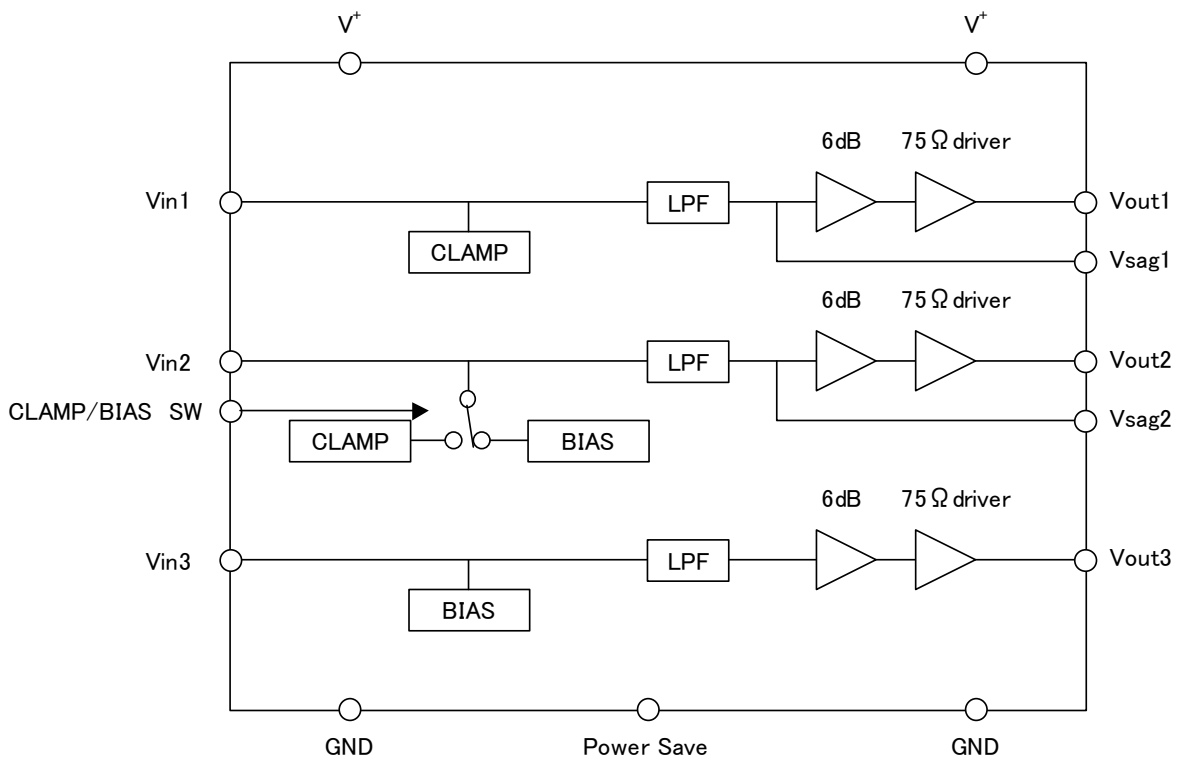 V+
V+
6dB
75Ω driver
Vin1
LPF
Vout1
CLAMP
Vsag1
6dB
75Ω driver
Vin2
LPF
Vout2
CLAMP/BIAS SW
Vsag2
CLAMP
BIAS
6dB
75Ω driver
Vin3
LPF
Vout3
BIAS
GND
Power Save
GND